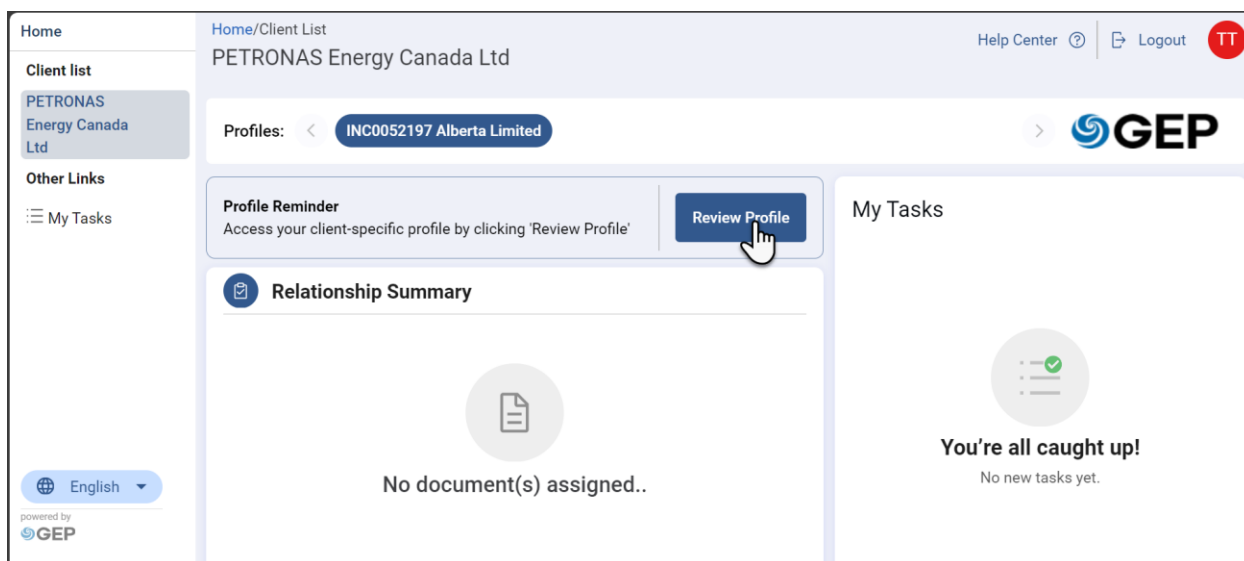 Home
Client list
PETRONAS
Energy Canada
Ltd
Other Links
My Tasks
English
powered by
GEP
Home/Client List
PETRONAS Energy Canada Ltd
Help Center
Logout
TT
Profiles:
INC0052197 Alberta Limited
GEP
Profile Reminder
Access your client-specific profile by clicking 'Review Profile'
Review Profile
Relationship Summary
No document(s) assigned..
My Tasks
You're all caught up!
No new tasks yet.